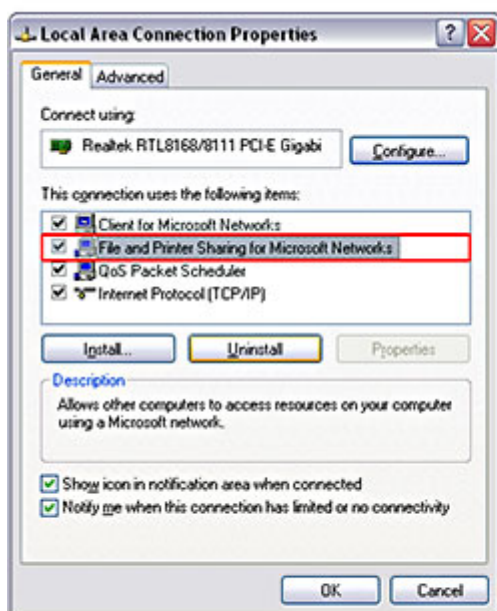 Local Area Connection Properties
General Advanced
Connect using:
Realtek RTL8168/8111 PCI-E Gigabi
Configure...
This connection uses the following items:
Client for Microsoft Networks
File and Printer Sharing for Microsoft Networks
QoS Packet Scheduler
Internet Protocol (TCP/IP)
Install... Uninstall Properties
Description
Allows other computers to access resources on your computer
using a Microsoft network.
Show icon in notification area when connected
Notify me when this connection has limited or no connectivity
OK Cancel